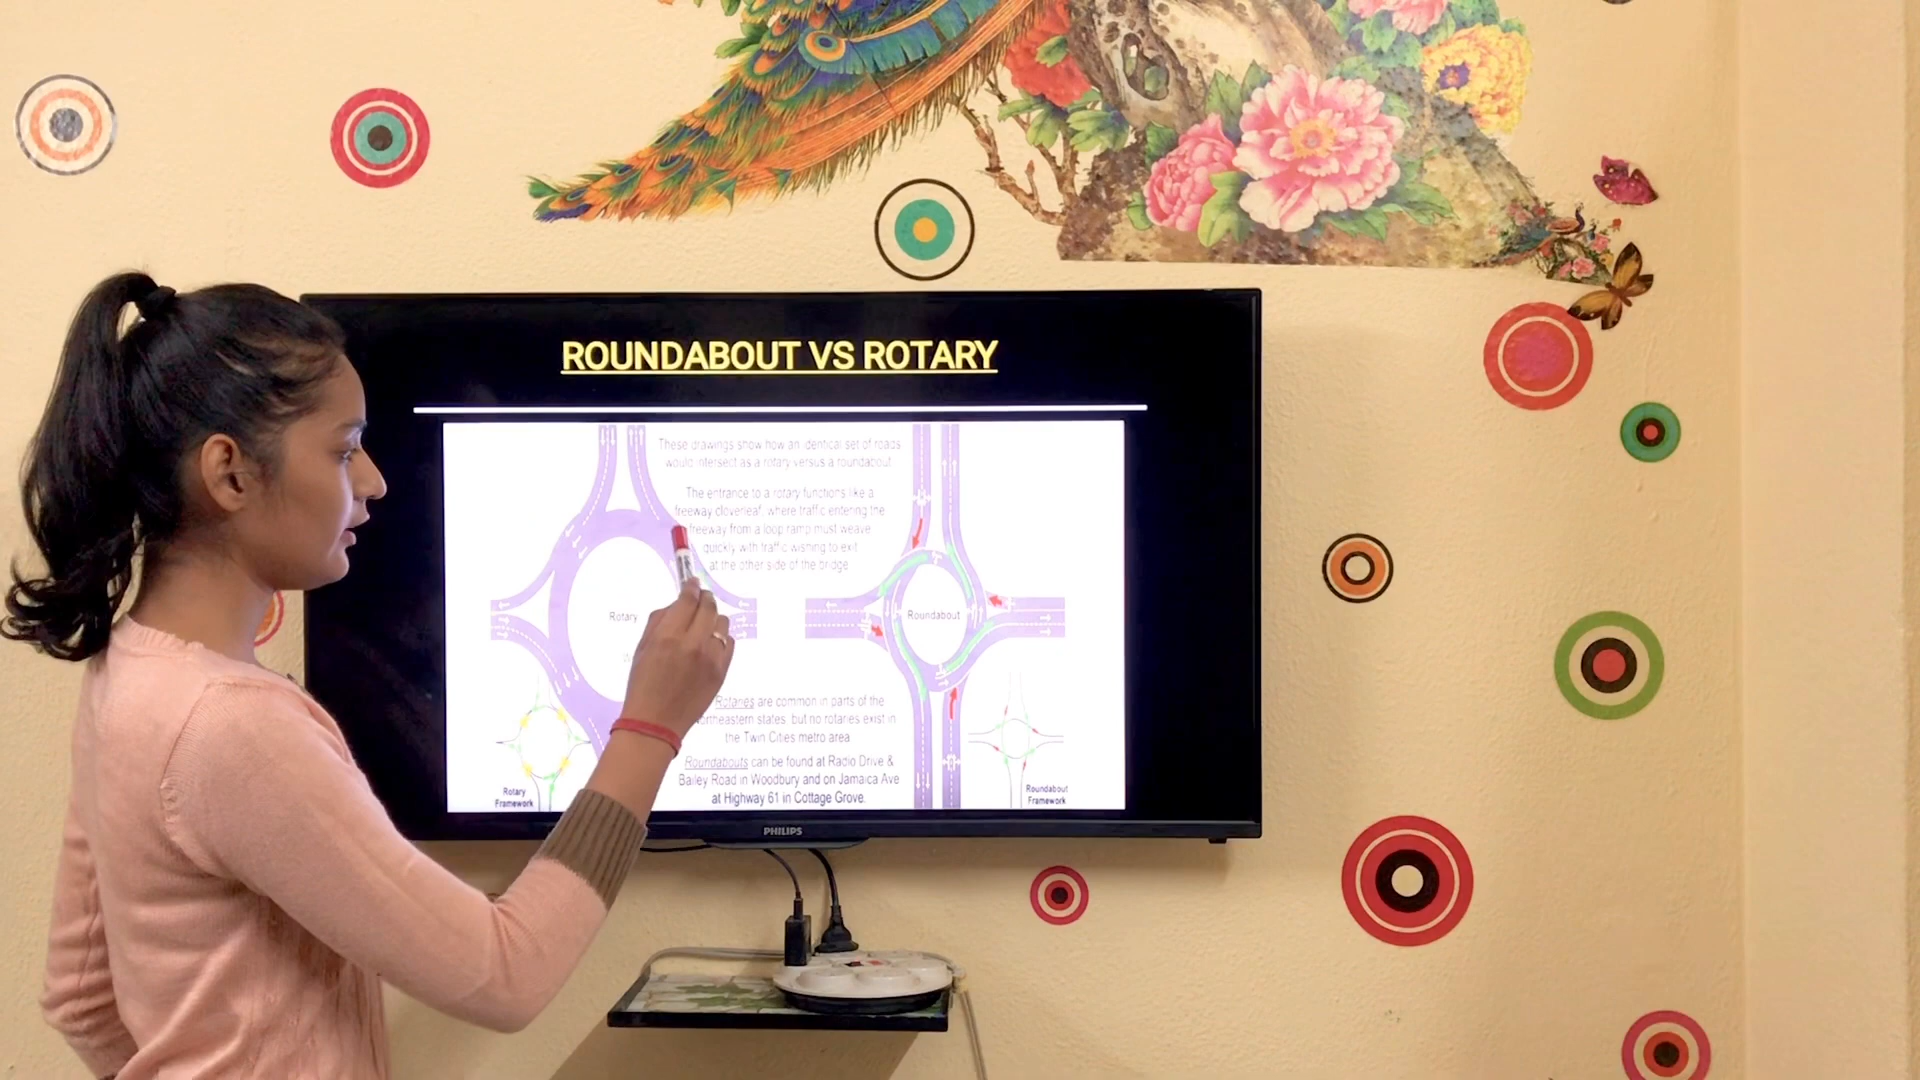 ROUNDABOUT VS ROTARY
These drawings show how an identical set of roads
would intersect as a rotary versus a roundabout
The entrance to a rotary functions like a
freeway cloverleaf, where traffic entering the
freeway from a loop ramp must weave
quickly with traffic wishing to exit
at the other side of the bridge
Rotary
Roundabout
Rotaries are common in parts of the
rtheastern states, but no rotaries exist in
the Twin Cities metro area
Roundabouts can be found at Radio Drive &
Bailey Road in Woodbury and on Jamaica Ave
at Highway 61 in Cottage Grove.
Rotary
Framework
Roundabout
Framework
PHILIPS